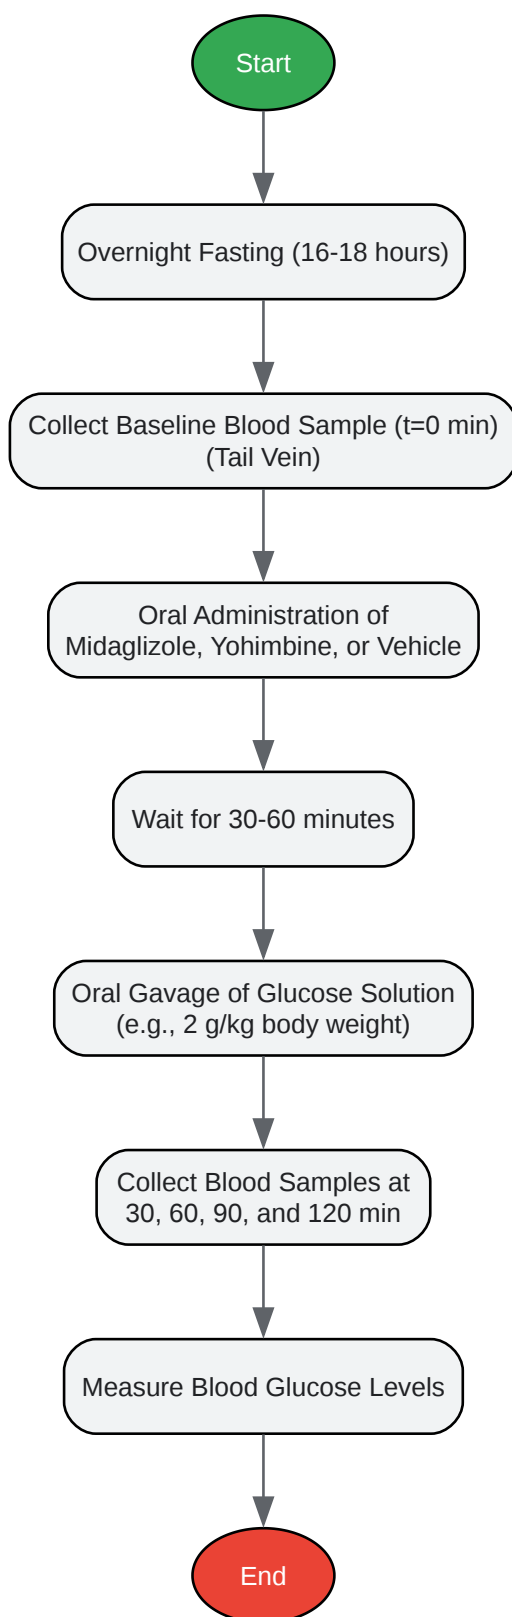 Start
Overnight Fasting (16-18 hours)
Collect Baseline Blood Sample (t=0 min)
(Tail Vein)
Oral Administration of
Midaglizole, Yohimbine, or Vehicle
Wait for 30-60 minutes
Oral Gavage of Glucose Solution
(e.g., 2 g/kg body weight)
Collect Blood Samples at
30, 60, 90, and 120 min
Measure Blood Glucose Levels
End